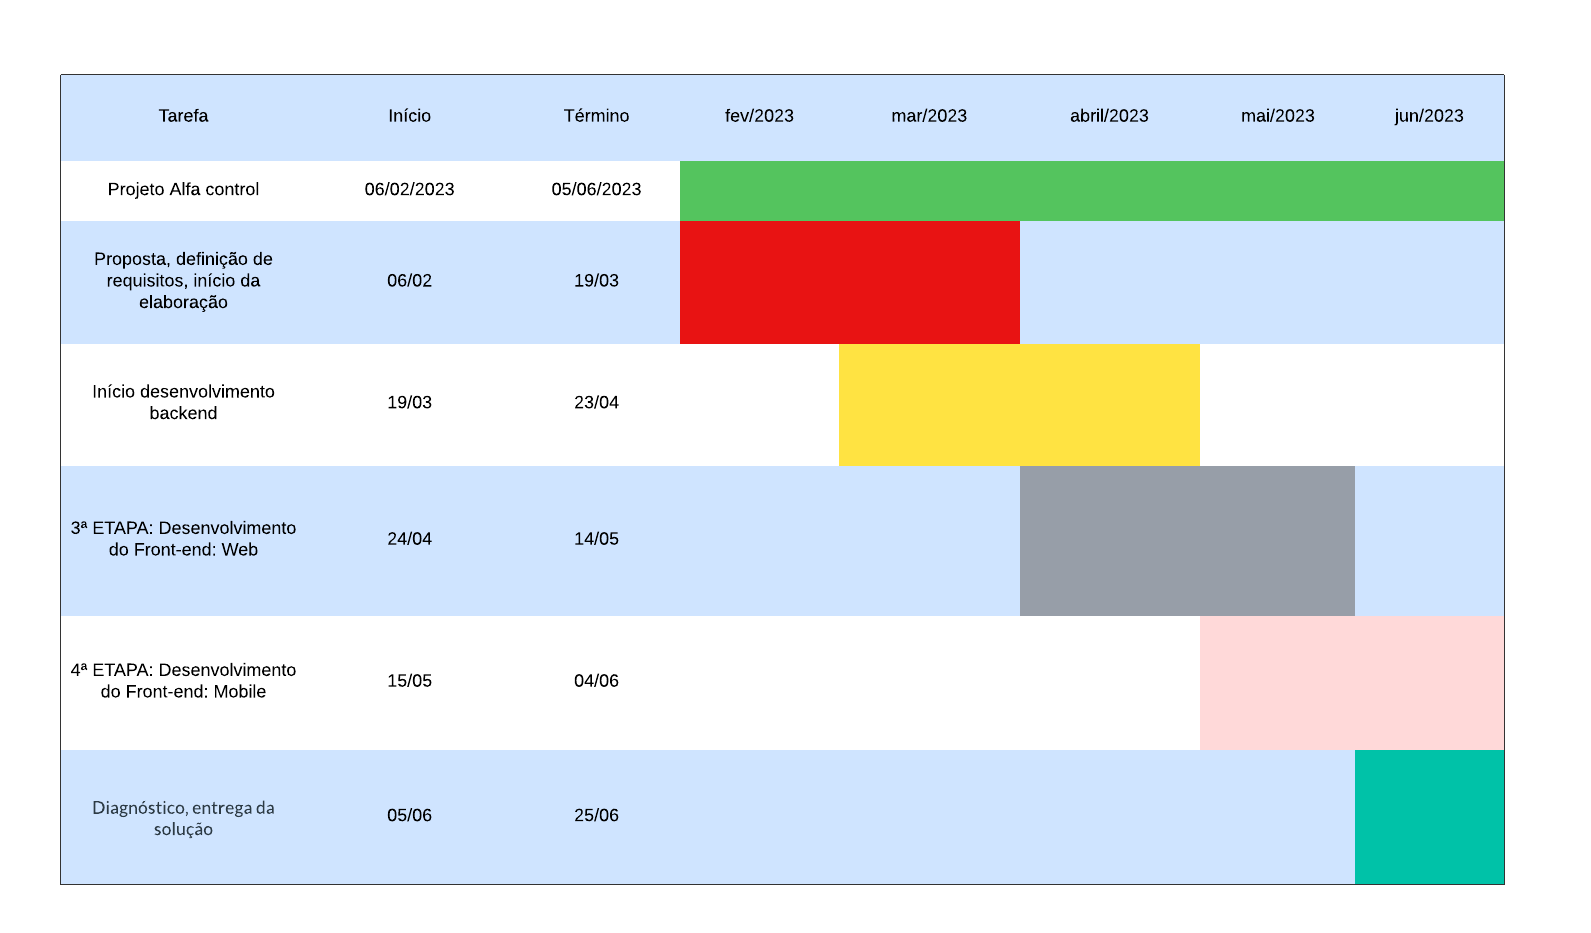 Tarefa Início Término fev/2023 mar/2023 abril/2023 mai/2023 jun/2023
Projeto Alfa control 06/02/2023 05/06/2023
Proposta, definição de
requisitos, início da
elaboração
06/02 19/03
Início desenvolvimento
backend
19/03 23/04
3ª ETAPA: Desenvolvimento
do Front-end: Web
24/04 14/05
4ª ETAPA: Desenvolvimento
do Front-end: Mobile
15/05 04/06
Diagnóstico, entrega da
solução
05/06 25/06